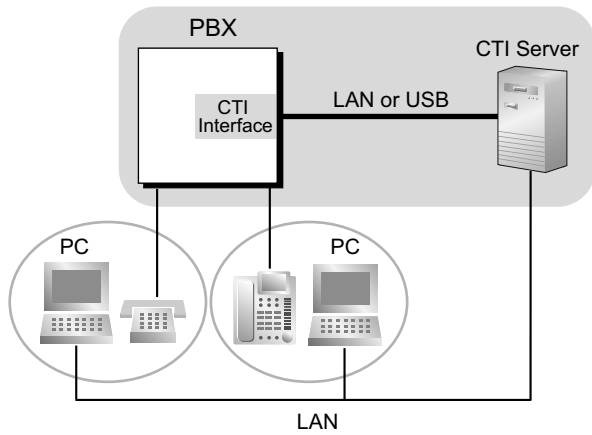 PBX
CTI Server
CTI
Interface
LAN or USB
PC
PC
LAN